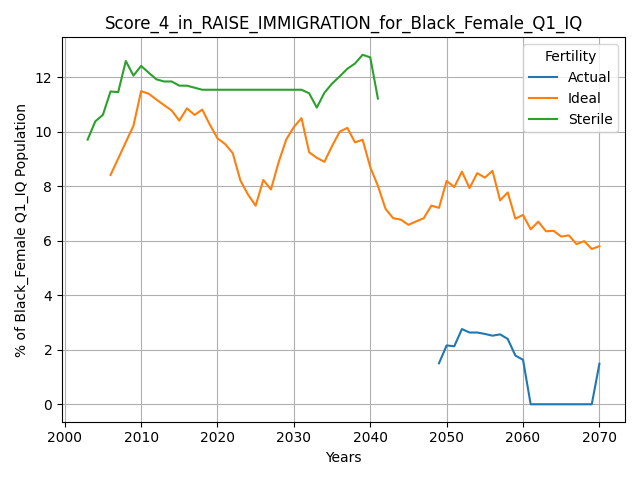 Score_4_in_RAISE_IMMIGRATION_for_Black_Female_Q1_IQ
Fertility
Actual
Ideal
Sterile
% of Black_Female Q1_IQ Population
12
10
8
6
4
2
0
2000 2010 2020 2030 2040 2050 2060 2070
Years